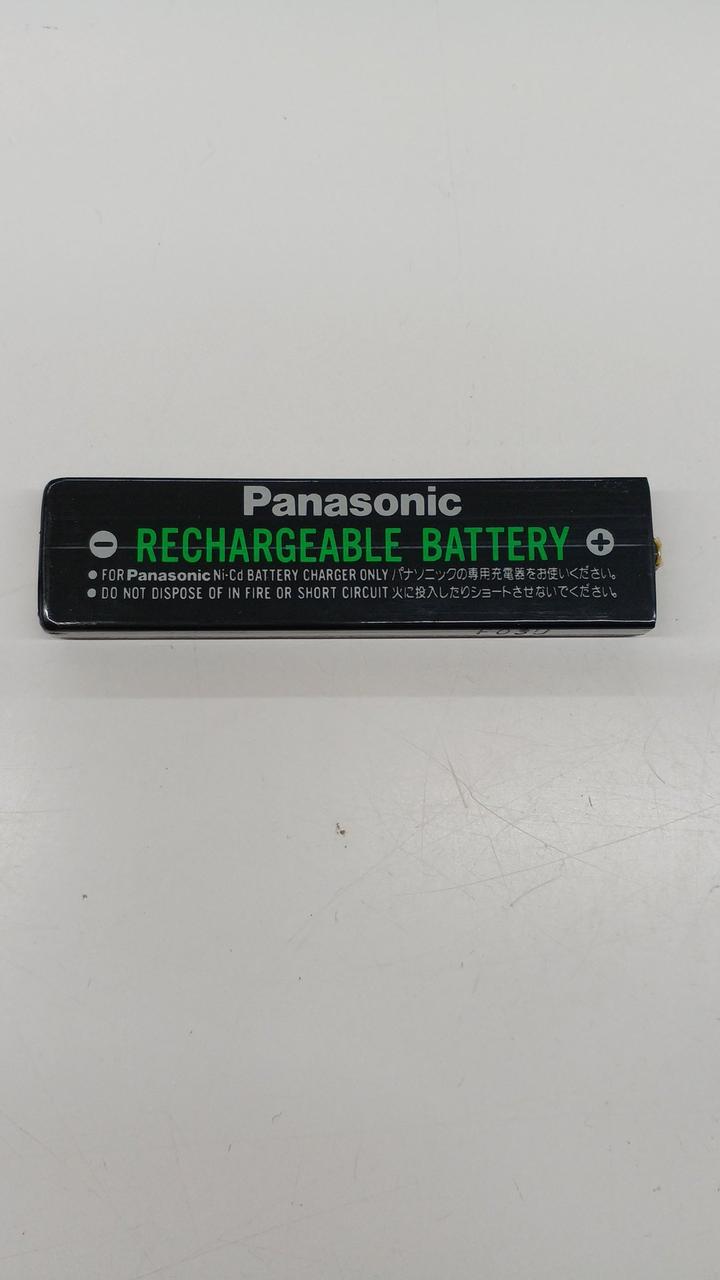 Panasonic
⊖ RECHARGEABLE BATTERY ⊕
● FOR Panasonic Ni-Cd BATTERY CHARGER ONLY/パナソニックの専用充電器をお使いください。
● DO NOT DISPOSE OF IN FIRE OR SHORT CIRCUIT 火に投入したりショートさせないでください。